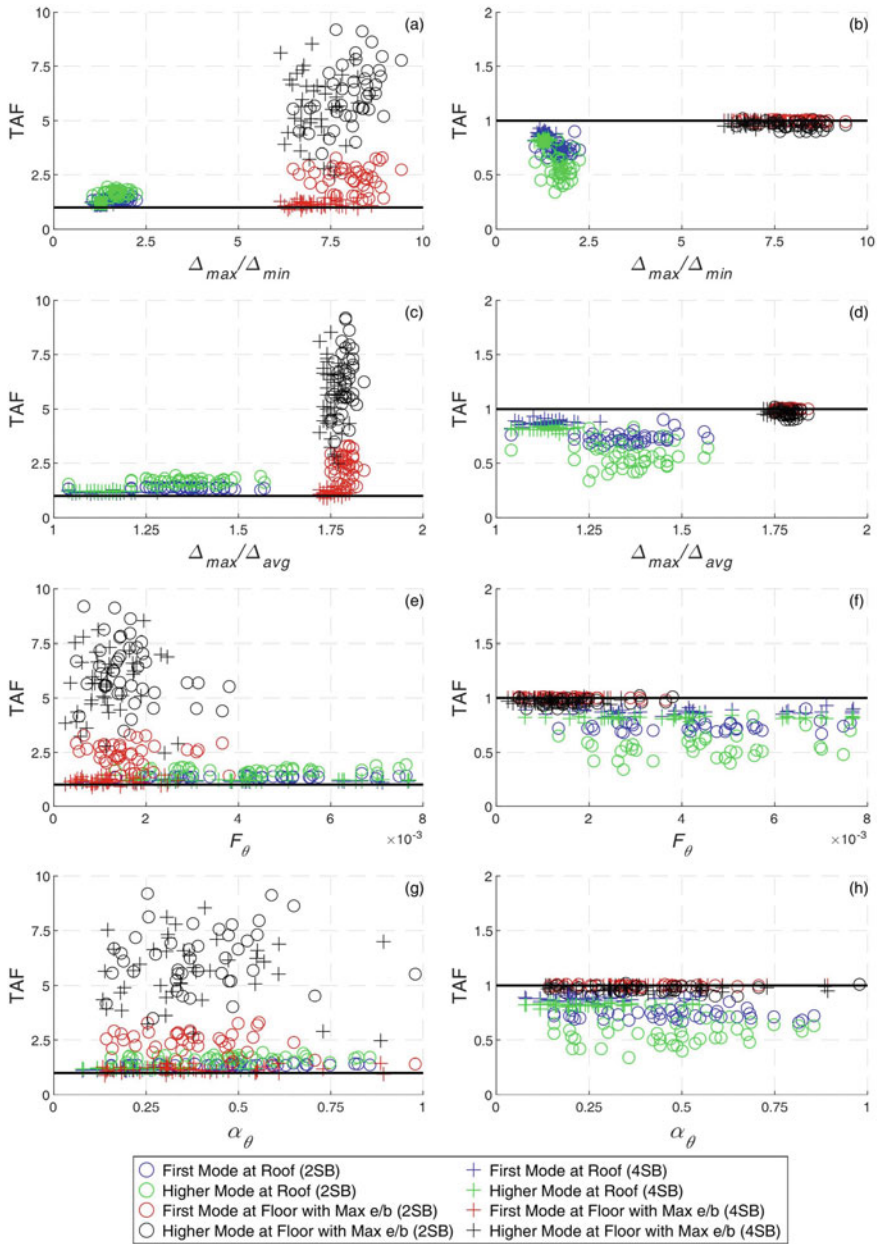 10
7.5
5
2.5
0
TAF
(a)
0 2.5 5 7.5 10
Δmax/Δmin
2
1.5
1
0.5
0
TAF
(b)
0 2.5 5 7.5 10
Δmax/Δmin
10
7.5
5
2.5
0
TAF
(c)
1 1.25 1.5 1.75 2
Δmax/Δavg
2
1.5
1
0.5
0
TAF
(d)
1 1.25 1.5 1.75 2
Δmax/Δavg
10
7.5
5
2.5
0
TAF
(e)
0 2 4 6 8
Fθ
×10-3
2
1.5
1
0.5
0
TAF
(f)
0 2 4 6 8
Fθ
×10-3
10
7.5
5
2.5
0
TAF
(g)
0 0.25 0.5 0.75 1
αθ
2
1.5
1
0.5
0
TAF
(h)
0 0.25 0.5 0.75 1
αθ
First Mode at Roof (2SB)
Higher Mode at Roof (2SB)
First Mode at Floor with Max e/b (2SB)
Higher Mode at Floor with Max e/b (2SB)
First Mode at Roof (4SB)
Higher Mode at Roof (4SB)
First Mode at Floor with Max e/b (4SB)
Higher Mode at Floor with Max e/b (4SB)